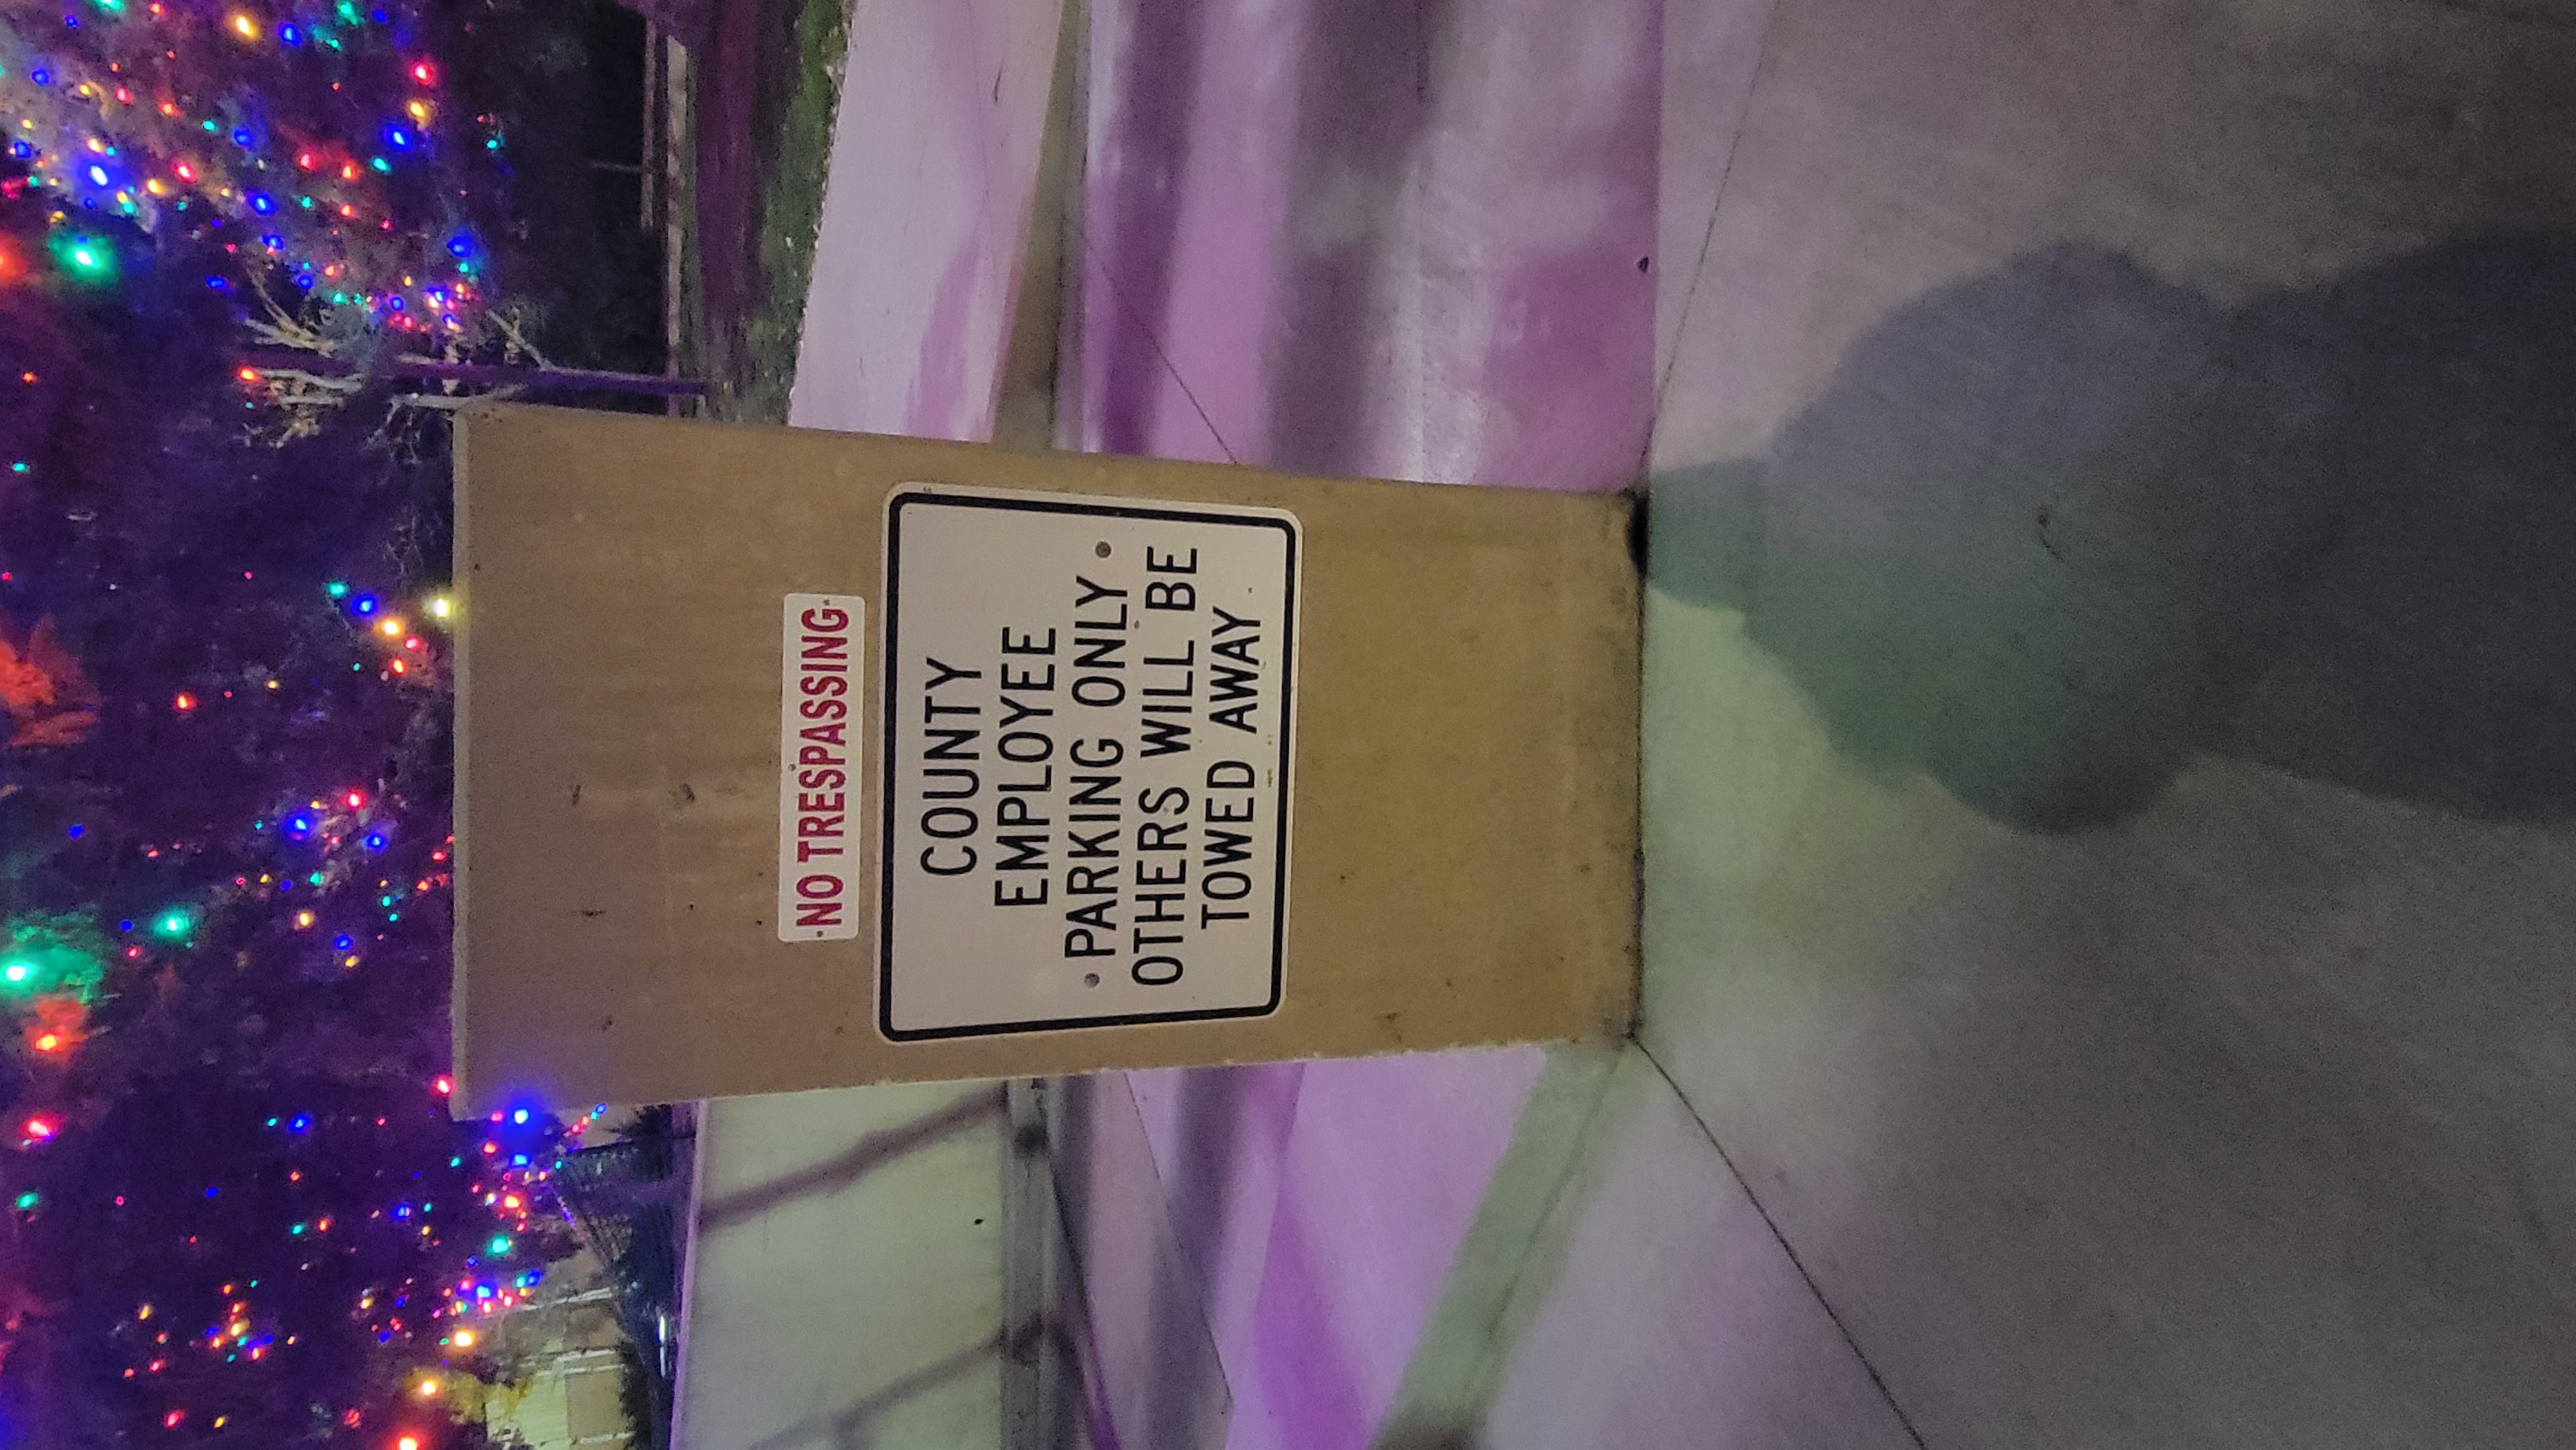 NO TRESPASSING
COUNTY
EMPLOYEE
PARKING ONLY
OTHERS WILL BE
TOWED AWAY